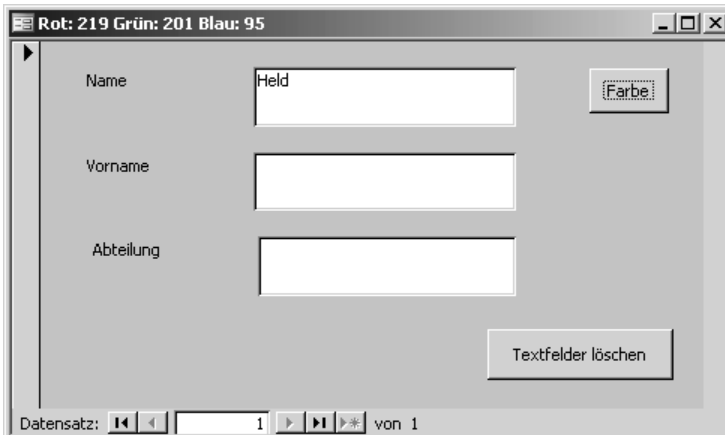 Rot: 219 Grün: 201 Blau: 95
Name
Held
Farbe
Vorname
Abteilung
Textfelder löschen
Datensatz: 1 von 1